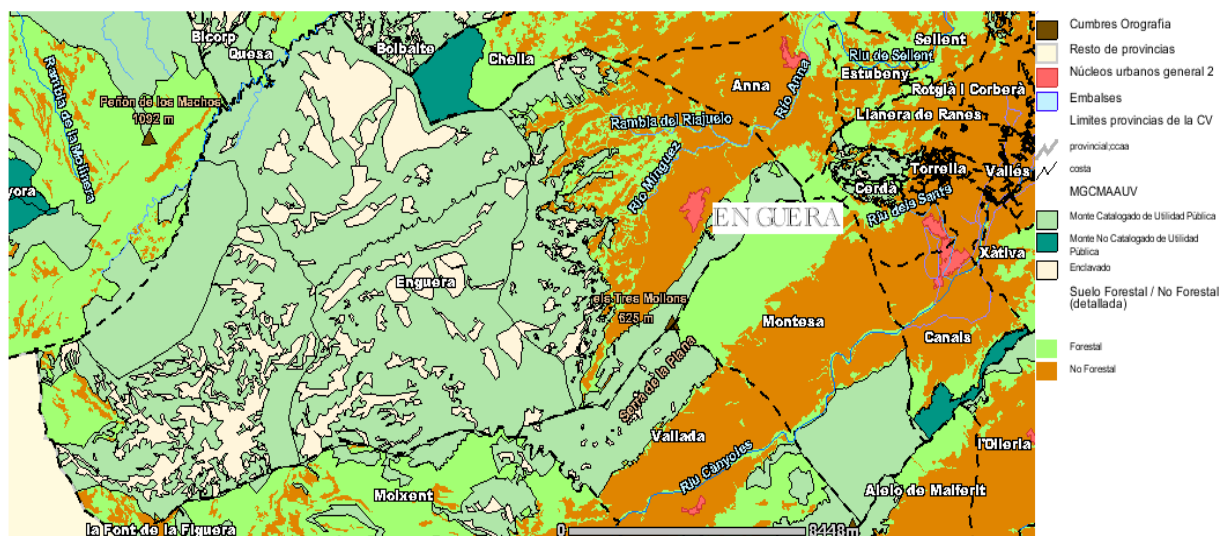 Bicorp
Quesa
Bolbaite
Chella
Sellent
Riu de Sellent
Estubeny
Anna
Río Anna
Rotglà i Corberà
Rambla de la Molinera
Peñón de los Machos
1092 m
Rambla del Riajuelo
Llanera de Ranes
Río Mínguez
Torrella
Vallés
yora
Cerdà
Riu dels Sants
ENGUERA
Xàtiva
Enguera
els Tres Mollons
625 m
Montesa
Canals
Serra de la Plana
Vallada
l'Olleria
Riu Cànyoles
Moixent
Aielo de Malferit
la Font de la Figuera
0
8448m
Cumbres Orografía
Resto de provincias
Núcleos urbanos general 2
Embalses
Limites provincias de la CV
provincial;ccaa
costa
MGCMAAUV
Monte Catalogado de Utilidad Pública
Monte No Catalogado de Utilidad
Pública
Enclavado
Suelo Forestal / No Forestal
(detallada)
Forestal
No Forestal